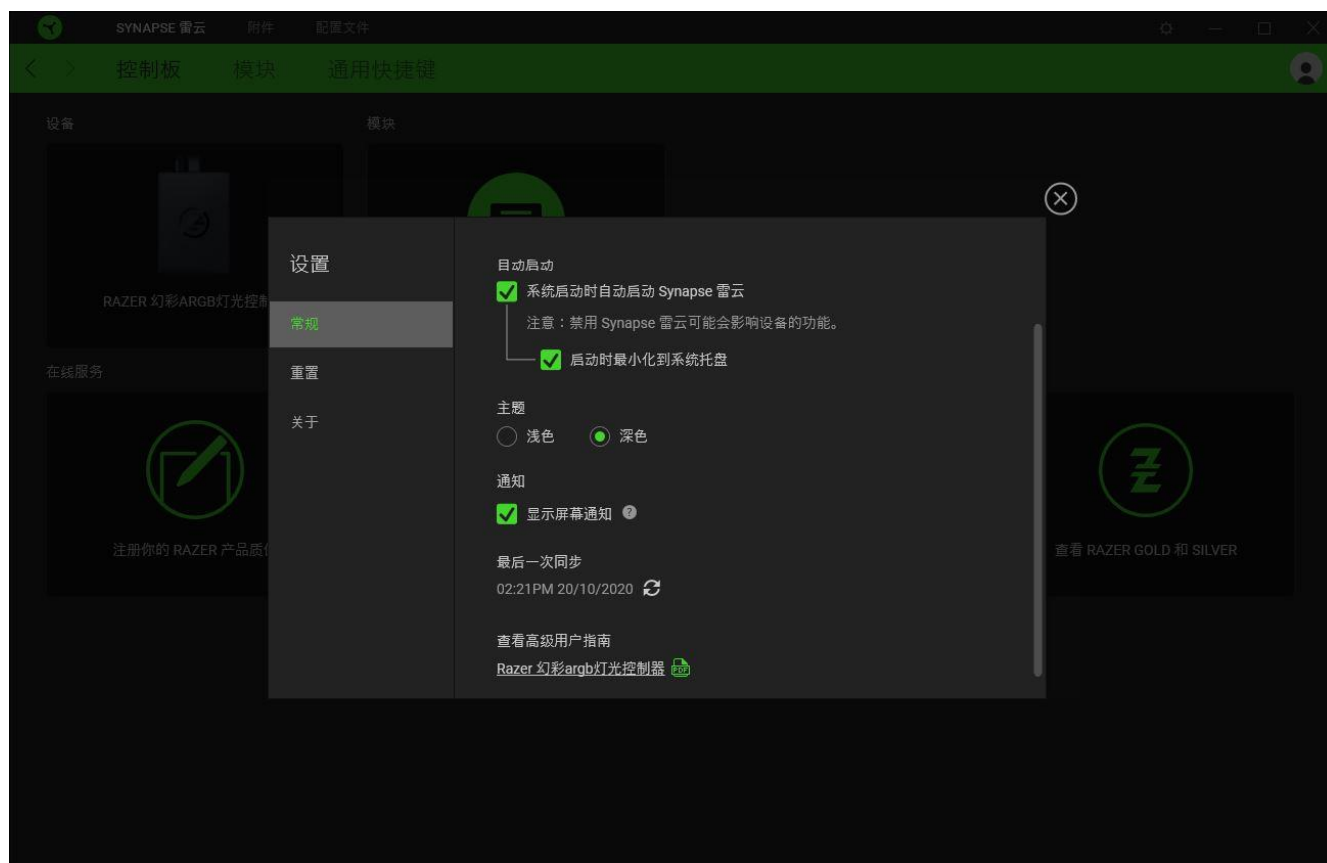 SYNAPSE 雷云 附件 配置文件
控制板 模块 通用快捷键
设备 模块
RAZER 幻彩ARGB灯光控制
在线服务
注册你的 RAZER 产品质
查看 RAZER GOLD 和 SILVER
设置
常规
重置
关于
自动启动
系统启动时自动启动 Synapse 雷云
注意：禁用 Synapse 雷云可能会影响设备的功能。
启动时最小化到系统托盘
主题
浅色 深色
通知
显示屏幕通知 ?
最后一次同步
02:21PM 20/10/2020
查看高级用户指南
Razer 幻彩argb灯光控制器 PDF